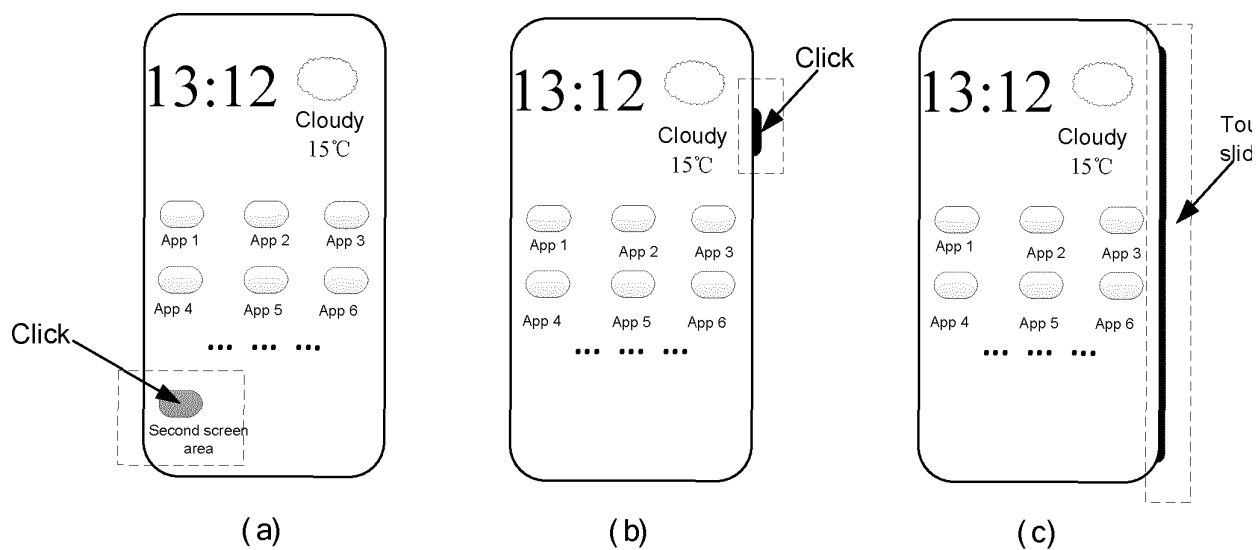 13:12
Cloudy
15℃
App 1 App 2 App 3
App 4 App 5 App 6
... ... ...
Click
Second screen
area
(a)
13:12
Click
Cloudy
15℃
App 1 App 2 App 3
App 4 App 5 App 6
... ... ...
(b)
13:12
Cloudy
15℃
Tou
slid
App 1 App 2 App 3
App 4 App 5 App 6
... ... ...
(c)